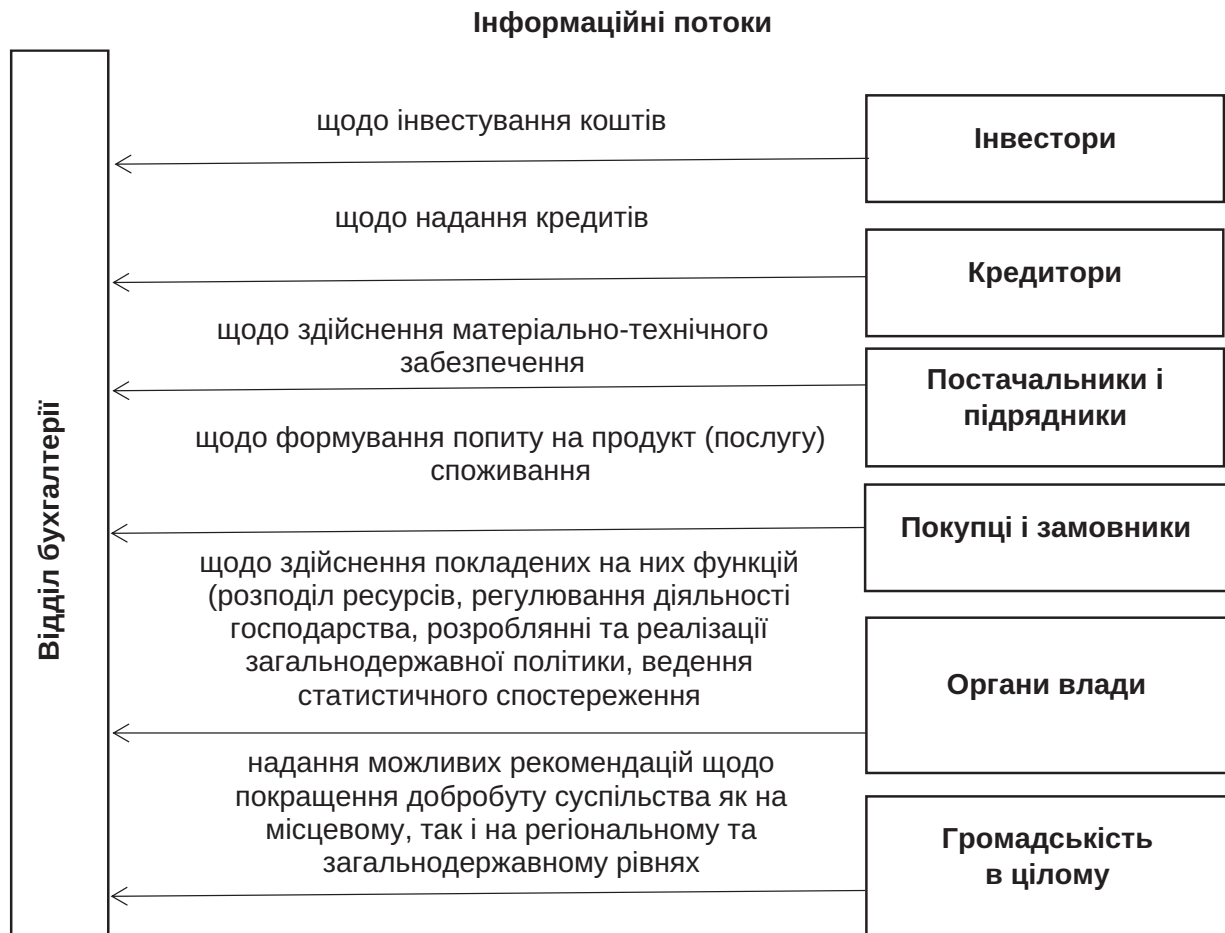 Інформаційні потоки
Відділ бухгалтерії
щодо інвестування коштів
Інвестори
щодо надання кредитів
Кредитори
щодо здійснення матеріально-технічного
забезпечення
Постачальники і
підрядники
щодо формування попиту на продукт (послугу)
споживання
Покупці і замовники
щодо здійснення покладених на них функцій
(розподіл ресурсів, регулювання діяльності
господарства, розроблянні та реалізації
загальнодержавної політики, ведення
статистичного спостереження
Органи влади
надання можливих рекомендацій щодо
покращення добробуту суспільства як на
місцевому, так і на регіональному та
загальнодержавному рівнях
Громадськість
в цілому